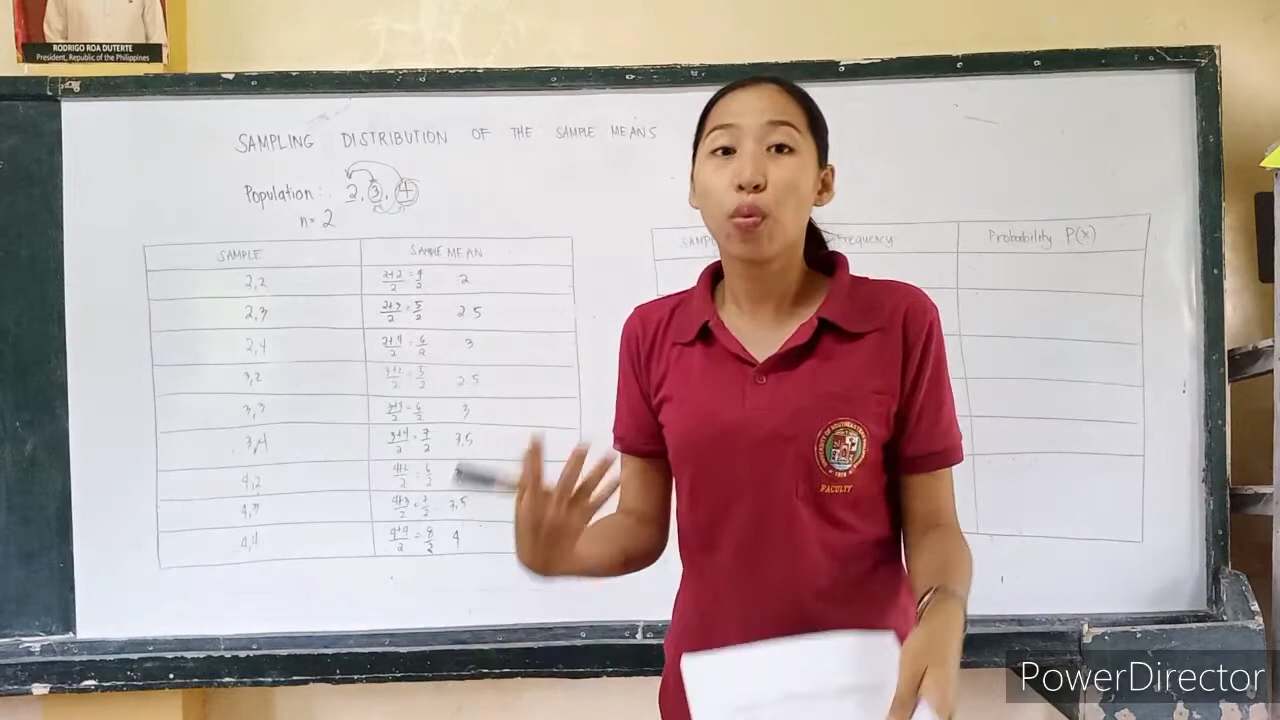 RODRIGO ROA DUTERTE
President, Republic of the Philippines
SAMPLING DISTRIBUTION OF THE SAMPLE MEANS
Population: 2, 3, 4
n = 2
SAMPLE SAMPLE MEAN
2,2 2+2/2 = 4/2 2
2,3 2+3/2 = 5/2 2.5
2,4 2+4/2 = 6/2 3
3,2 3+2/2 = 5/2 2.5
3,3 3+3/2 = 6/2 3
3,4 3+4/2 = 7/2 3.5
4,2 4+2/2 = 6/2
4+3/2 = 7/2 3.5
4,4 4+4/2 = 8/2 4
Frequency Probability P(x)
FACULTY
PowerDirector